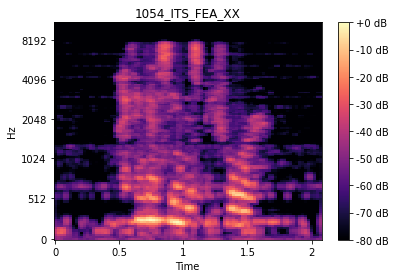 1054_ITS_FEA_XX
8192
4096
2048
1024
512
0
Hz
0
0.5
1
1.5
2
Time
+0 dB
-10 dB
-20 dB
-30 dB
-40 dB
-50 dB
-60 dB
-70 dB
-80 dB